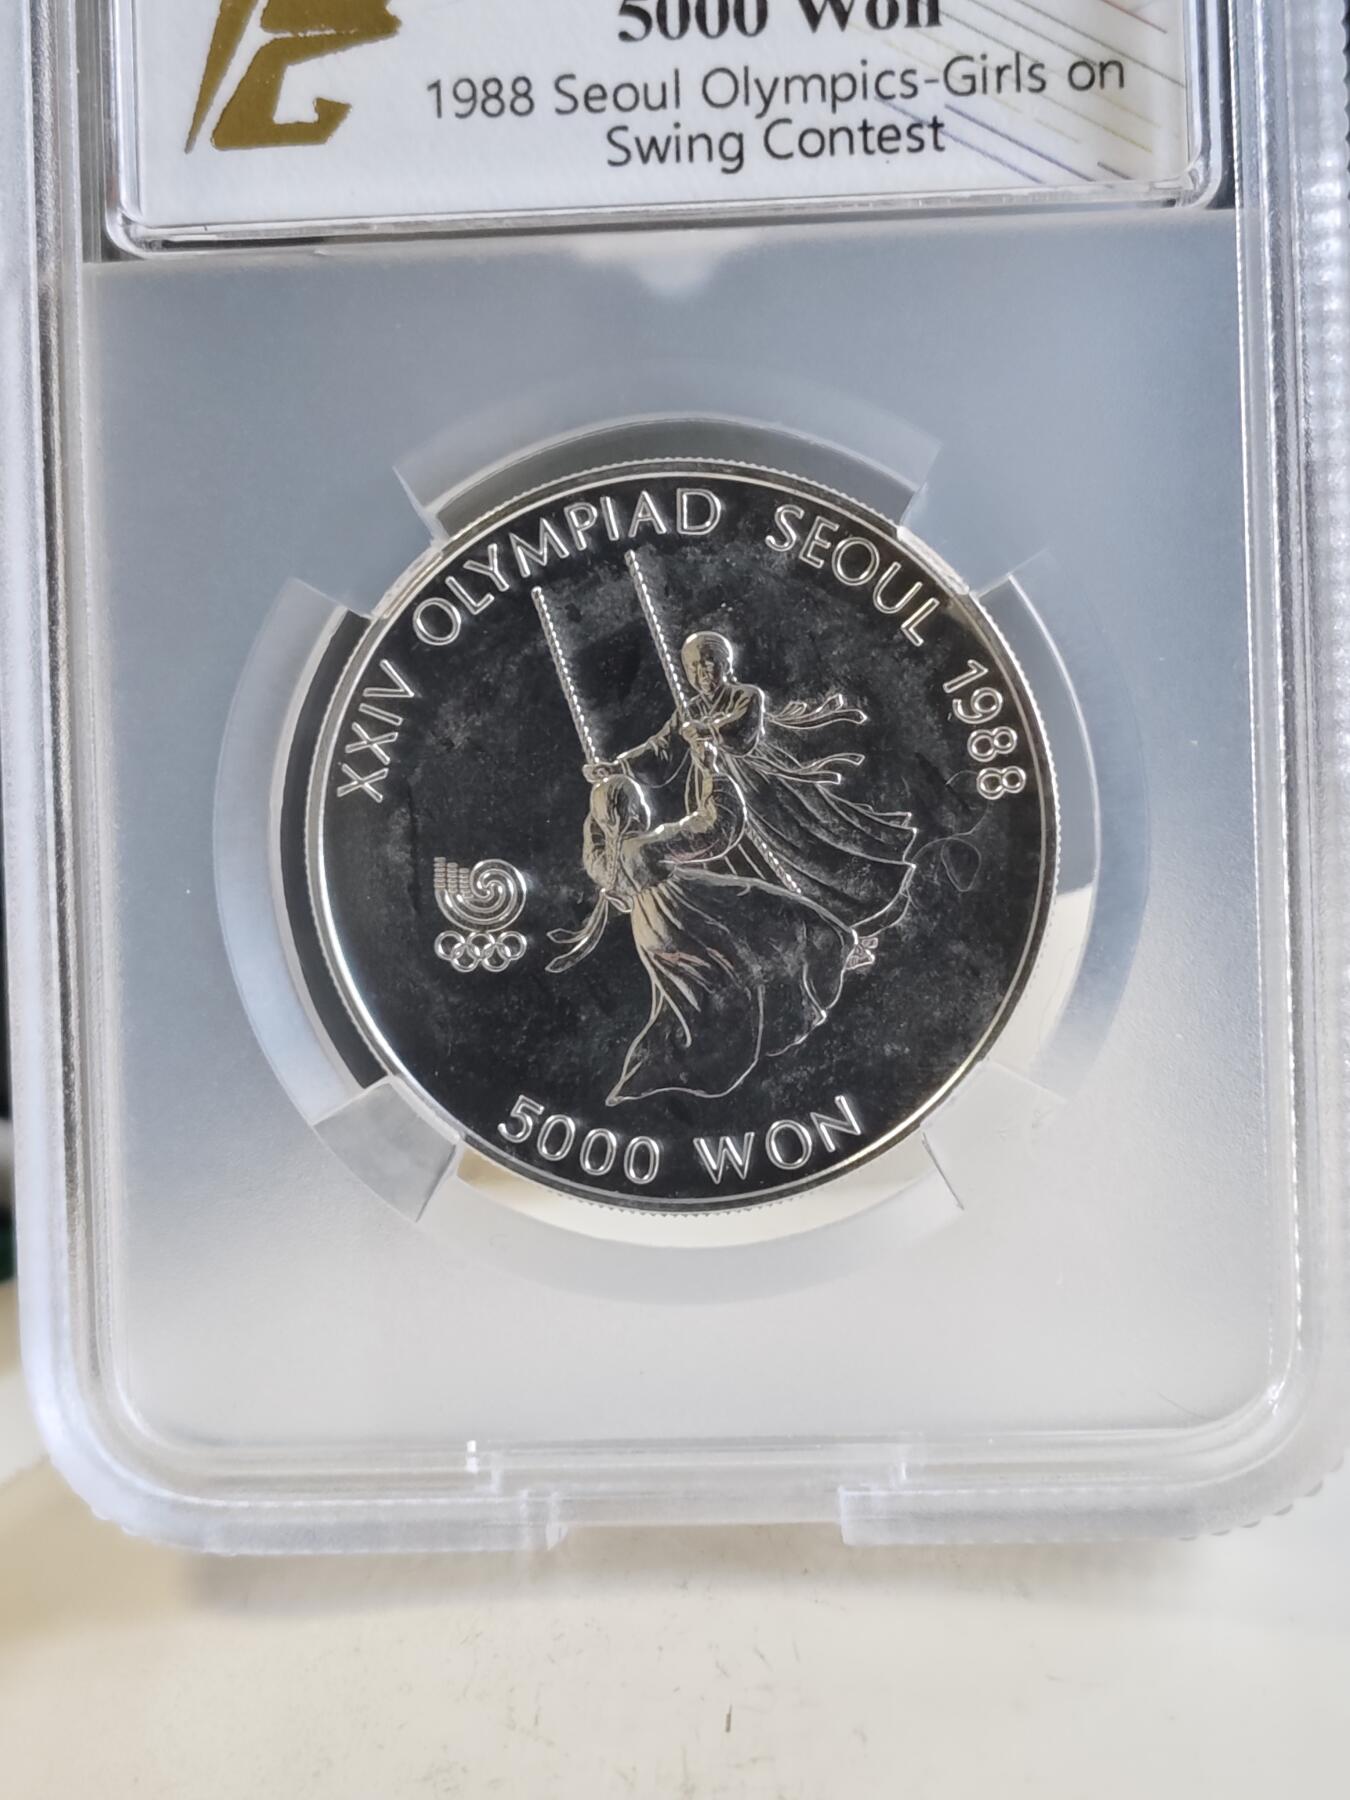 5000 Won
1988 Seoul Olympics-Girls on
Swing Contest
XXIV OLYMPIAD SEOUL 1988
5000 WON